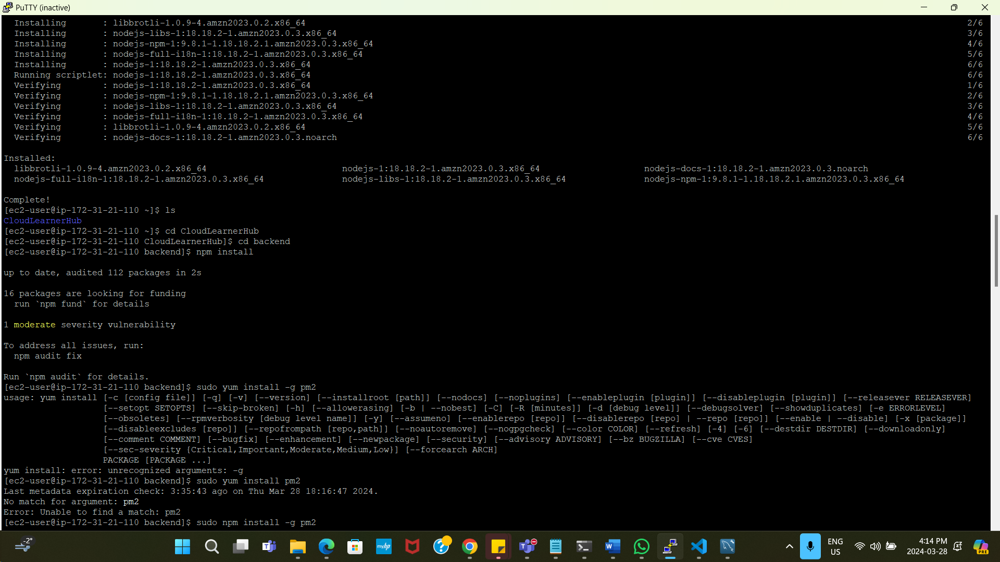 PuTTY (inactive)
Installing : libbrotli-1.0.9-4.amzn2023.0.2.x86_64 2/6
Installing : nodejs-libs-1:18.18.2-1.amzn2023.0.3.x86_64 3/6
Installing : nodejs-npm-1:9.8.1-1.18.18.2.1.amzn2023.0.3.x86_64 4/6
Installing : nodejs-full-i18n-1:18.18.2-1.amzn2023.0.3.x86_64 5/6
Installing : nodejs-1:18.18.2-1.amzn2023.0.3.x86_64 6/6
Running scriptlet: nodejs-1:18.18.2-1.amzn2023.0.3.x86_64 6/6
Verifying : nodejs-1:18.18.2-1.amzn2023.0.3.x86_64 1/6
Verifying : nodejs-npm-1:9.8.1-1.18.18.2.1.amzn2023.0.3.x86_64 2/6
Verifying : nodejs-libs-1:18.18.2-1.amzn2023.0.3.x86_64 3/6
Verifying : nodejs-full-i18n-1:18.18.2-1.amzn2023.0.3.x86_64 4/6
Verifying : libbrotli-1.0.9-4.amzn2023.0.2.x86_64 5/6
Verifying : nodejs-docs-1:18.18.2-1.amzn2023.0.3.noarch 6/6
Installed:
libbrotli-1.0.9-4.amzn2023.0.2.x86_64 nodejs-1:18.18.2-1.amzn2023.0.3.x86_64 nodejs-docs-1:18.18.2-1.amzn2023.0.3.noarch
nodejs-full-i18n-1:18.18.2-1.amzn2023.0.3.x86_64 nodejs-libs-1:18.18.2-1.amzn2023.0.3.x86_64 nodejs-npm-1:9.8.1-1.18.18.2.1.amzn2023.0.3.x86_64
Complete!
[ec2-user@ip-172-31-21-110 ~]$ ls
CloudLearnerHub
[ec2-user@ip-172-31-21-110 ~]$ cd CloudLearnerHub
[ec2-user@ip-172-31-21-110 CloudLearnerHub]$ cd backend
[ec2-user@ip-172-31-21-110 backend]$ npm install
up to date, audited 112 packages in 2s
16 packages are looking for funding
run `npm fund` for details
1 moderate severity vulnerability
To address all issues, run:
npm audit fix
Run `npm audit` for details.
[ec2-user@ip-172-31-21-110 backend]$ sudo yum install -g pm2
usage: yum install [-c [config file]] [-q] [-v] [--version] [--installroot [path]] [--nodocs] [--noplugins] [--enableplugin [plugin]] [--disableplugin [plugin]] [--releasever RELEASEVER]
[--setopt SETOPTS] [--skip-broken] [-h] [--allowerasing] [-b | --nobest] [-C] [-R [minutes]] [-d [debug level]] [--debugsolver] [--showduplicates] [-e ERRORLEVEL]
[--obsoletes] [--rpmverbosity [debug level name]] [-y] [--assumeno] [--enablerepo [repo]] [--disablerepo [repo] | --repo [repo]] [--enable | --disable] [-x [package]]
[--disableexcludes [repo]] [--repofrompath [repo,path]] [--noautoremove] [--nogpgcheck] [--color COLOR] [--refresh] [-4] [-6] [--destdir DESTDIR] [--downloadonly]
[--comment COMMENT] [--bugfix] [--enhancement] [--newpackage] [--security] [--advisory ADVISORY] [--bz BUGZILLA] [--cve CVES]
[--sec-severity {Critical,Important,Moderate,Medium,Low}] [--forcearch ARCH]
PACKAGE [PACKAGE ...]
yum install: error: unrecognized arguments: -g
[ec2-user@ip-172-31-21-110 backend]$ sudo yum install pm2
Last metadata expiration check: 3:35:43 ago on Thu Mar 28 18:16:47 2024.
No match for argument: pm2
Error: Unable to find a match: pm2
[ec2-user@ip-172-31-21-110 backend]$ sudo npm install -g pm2
-2°
myhp
ENG
US
4:14 PM
2024-03-28
PRE